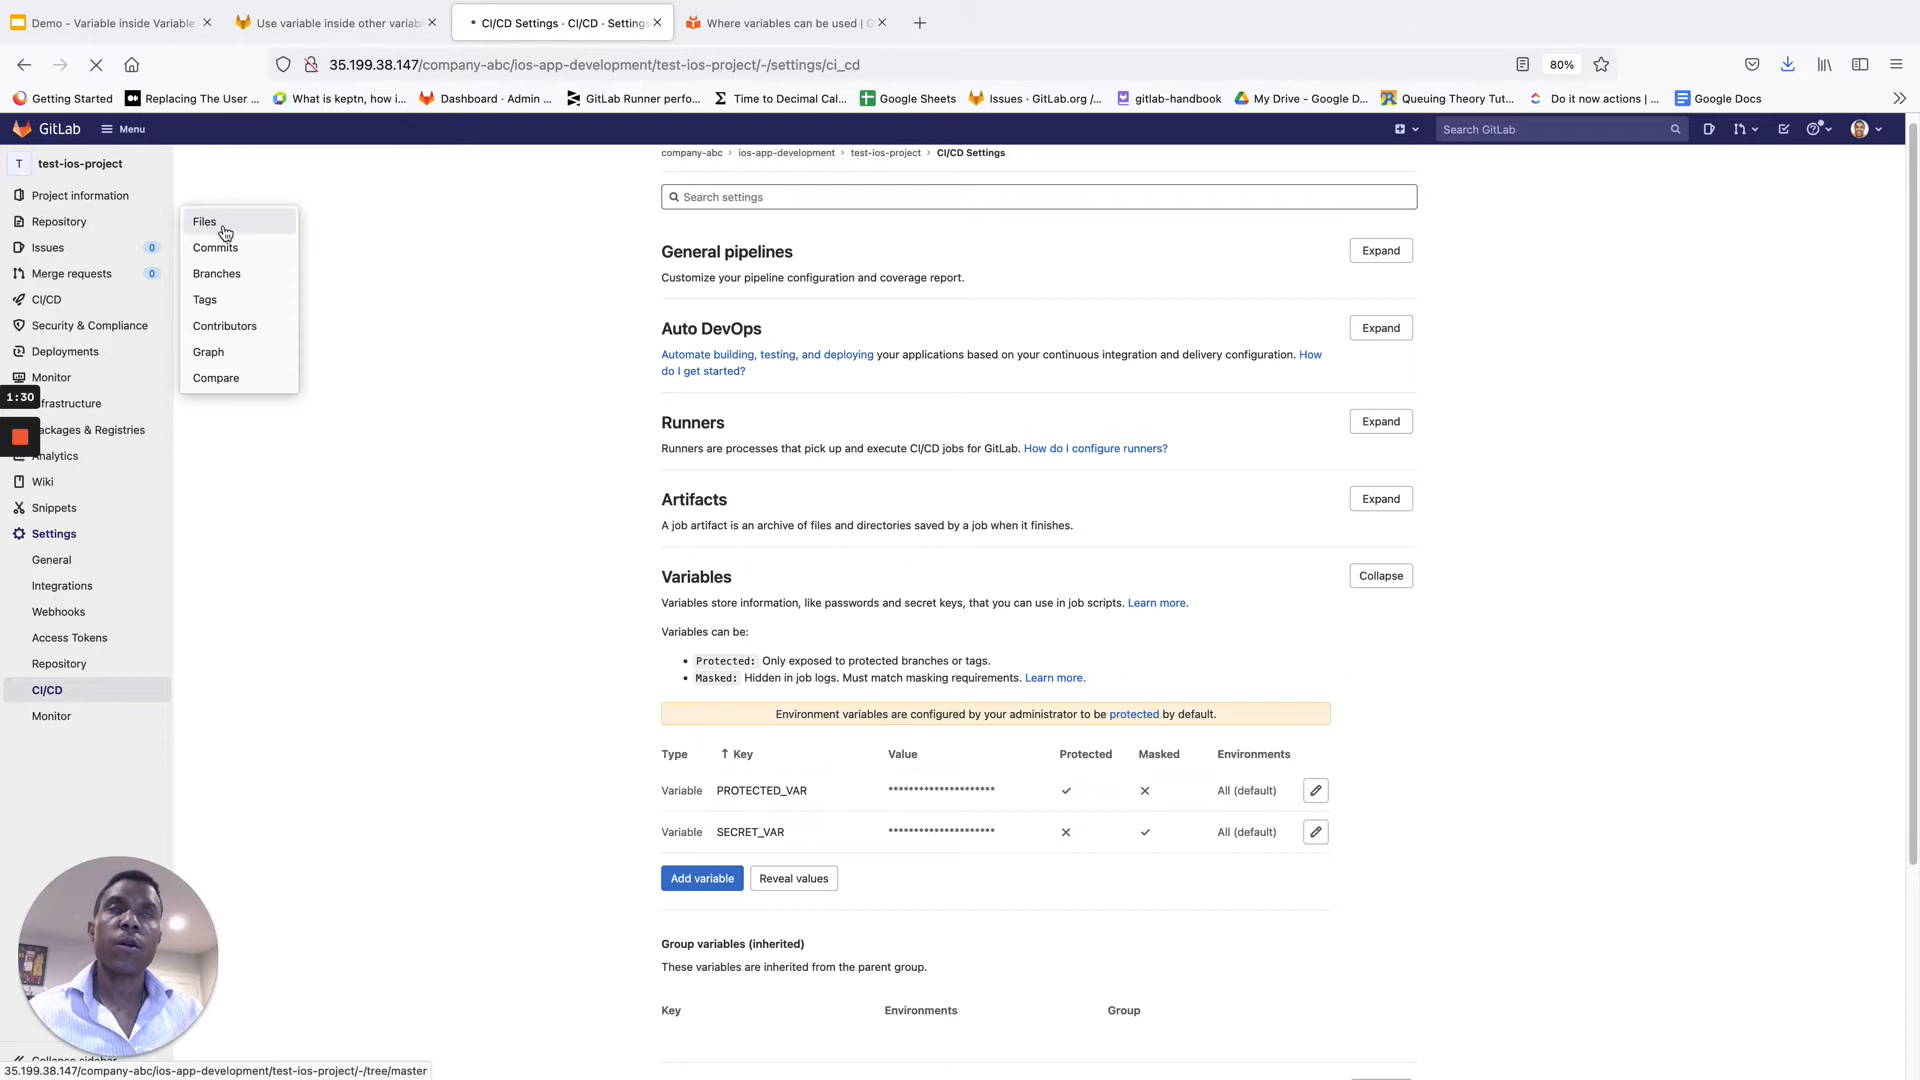 Demo - Variable inside Variable
Use variable inside other variab
CI/CD Settings · CI/CD · Settings
Where variables can be used | G
35.199.38.147/company-abc/ios-app-development/test-ios-project/-/settings/ci_cd
80%
Getting Started
Replacing The User ...
What is keptn, how i...
Dashboard · Admin ...
GitLab Runner perfo...
Time to Decimal Cal...
Google Sheets
Issues · GitLab.org /...
gitlab-handbook
My Drive - Google D...
Queuing Theory Tut...
Do it now actions | ...
Google Docs
GitLab
Menu
Search GitLab
T
test-ios-project
Project information
Repository
Issues
0
Merge requests
0
CI/CD
Security & Compliance
Deployments
Monitor
1:30
frastructure
ackages & Registries
Analytics
Wiki
Snippets
Settings
General
Integrations
Webhooks
Access Tokens
Repository
CI/CD
Monitor
Collapse sidebar
35.199.38.147/company-abc/ios-app-development/test-ios-project/-/tree/master
Files
Commits
Branches
Tags
Contributors
Graph
Compare
company-abc > ios-app-development > test-ios-project > CI/CD Settings
Search settings
General pipelines
Expand
Customize your pipeline configuration and coverage report.
Auto DevOps
Expand
Automate building, testing, and deploying your applications based on your continuous integration and delivery configuration. How
do I get started?
Runners
Expand
Runners are processes that pick up and execute CI/CD jobs for GitLab. How do I configure runners?
Artifacts
Expand
A job artifact is an archive of files and directories saved by a job when it finishes.
Variables
Collapse
Variables store information, like passwords and secret keys, that you can use in job scripts. Learn more.
Variables can be:
• Protected: Only exposed to protected branches or tags.
• Masked: Hidden in job logs. Must match masking requirements. Learn more.
Environment variables are configured by your administrator to be protected by default.
Type ↑ Key Value Protected Masked Environments
Variable PROTECTED_VAR ********************* All (default)
Variable SECRET_VAR ********************* All (default)
Add variable
Reveal values
Group variables (inherited)
These variables are inherited from the parent group.
Key Environments Group